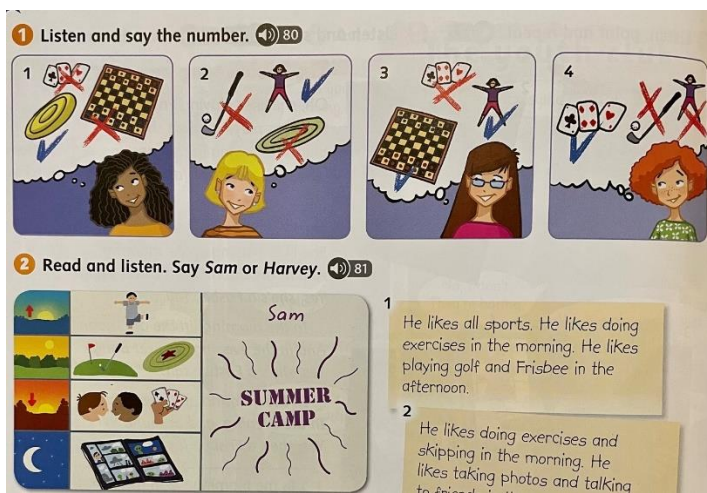 1 Listen and say the number. 80
1
2
3
4
2 Read and listen. Say Sam or Harvey. 81
Sam
SUMMER
CAMP
1
He likes all sports. He likes doing
exercises in the morning. He likes
playing golf and Frisbee in the
afternoon.
2
He likes doing exercises and
skipping in the morning. He
likes taking photos and talking
to friends